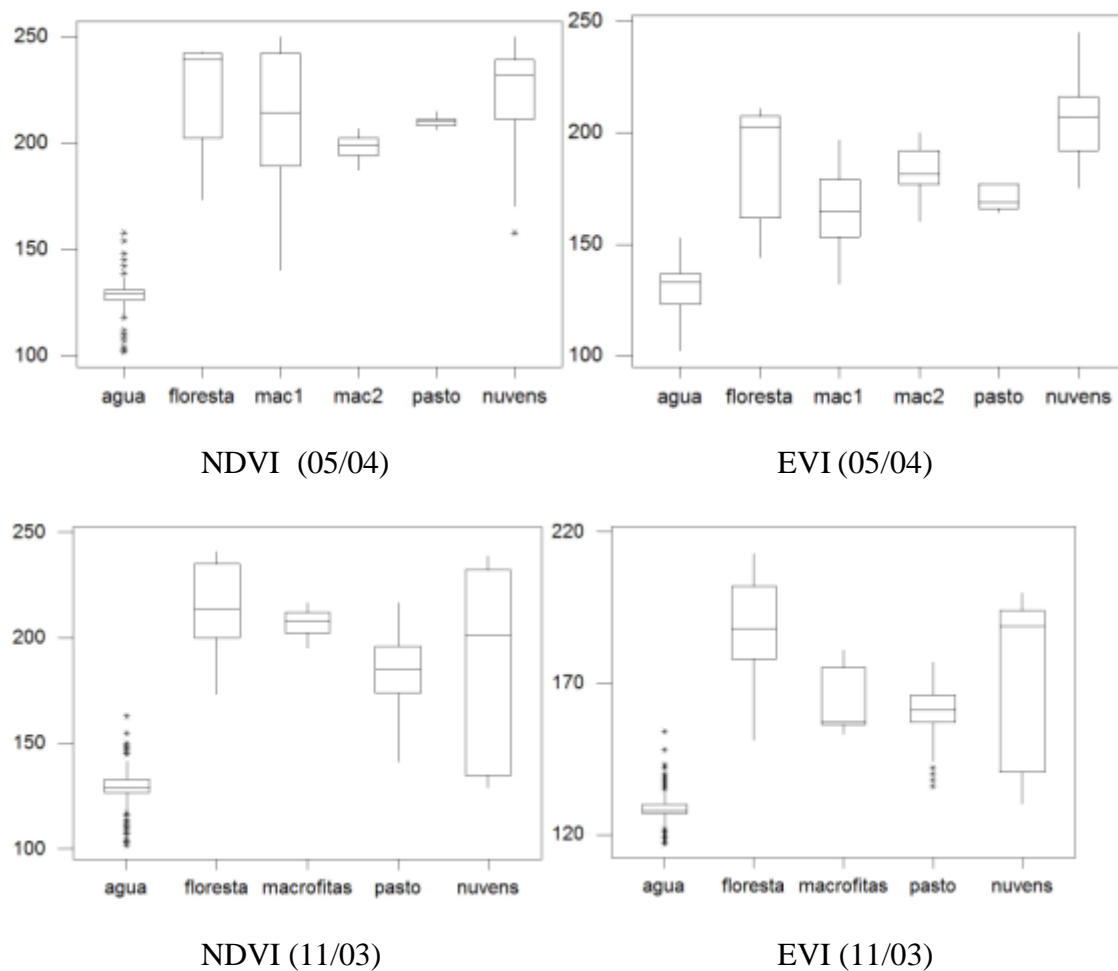 250
200
150
100
agua floresta mac1 mac2 pasto nuvens
NDVI (05/04)
250
200
150
100
agua floresta mac1 mac2 pasto nuvens
EVI (05/04)
250
200
150
100
agua floresta macrofitas pasto nuvens
NDVI (11/03)
220
170
120
agua floresta macrofitas pasto nuvens
EVI (11/03)